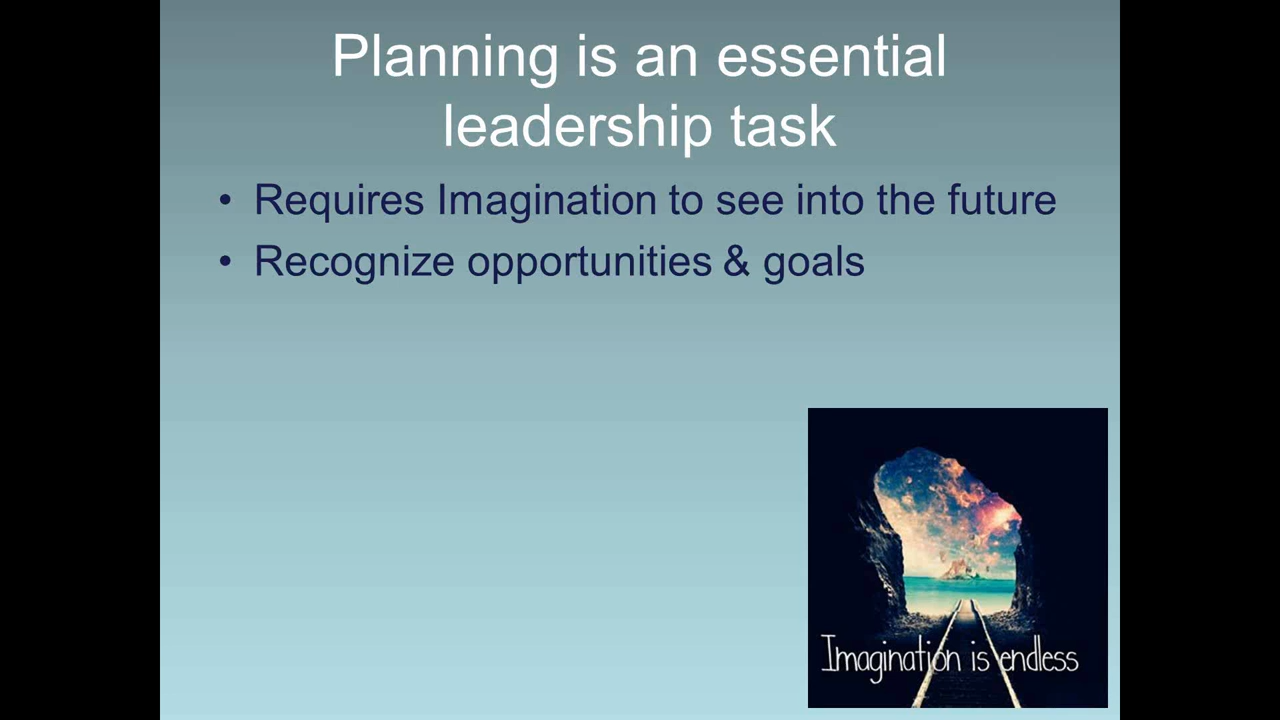 Planning is an essential
leadership task
• Requires Imagination to see into the future
• Recognize opportunities & goals
Imagination is endless